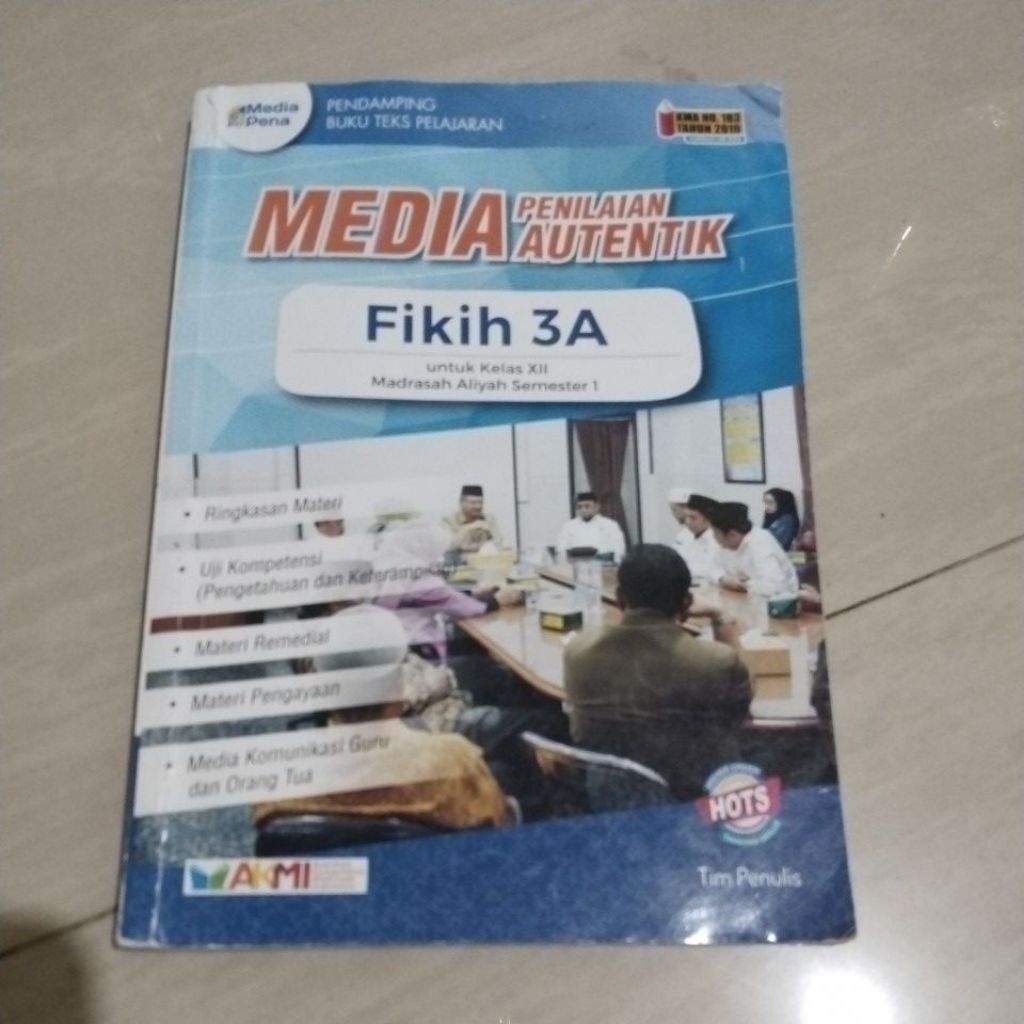 Media
Pena
PENDAMPING
BUKU TEKS PELAJARAN
KMA NO. 183
TAHUN 2019
MEDIA PENILAIAN
AUTENTIK
Fikih 3A
untuk Kelas XII
Madrasah Aliyah Semester 1
• Ringkasan Materi
• Uji Kompetensi
(Pengetahuan dan Keterampilan)
• Materi Remedial
• Materi Pengayaan
• Media Komunikasi Guru
dan Orang Tua
HOTS
AKMI
Tim Penulis